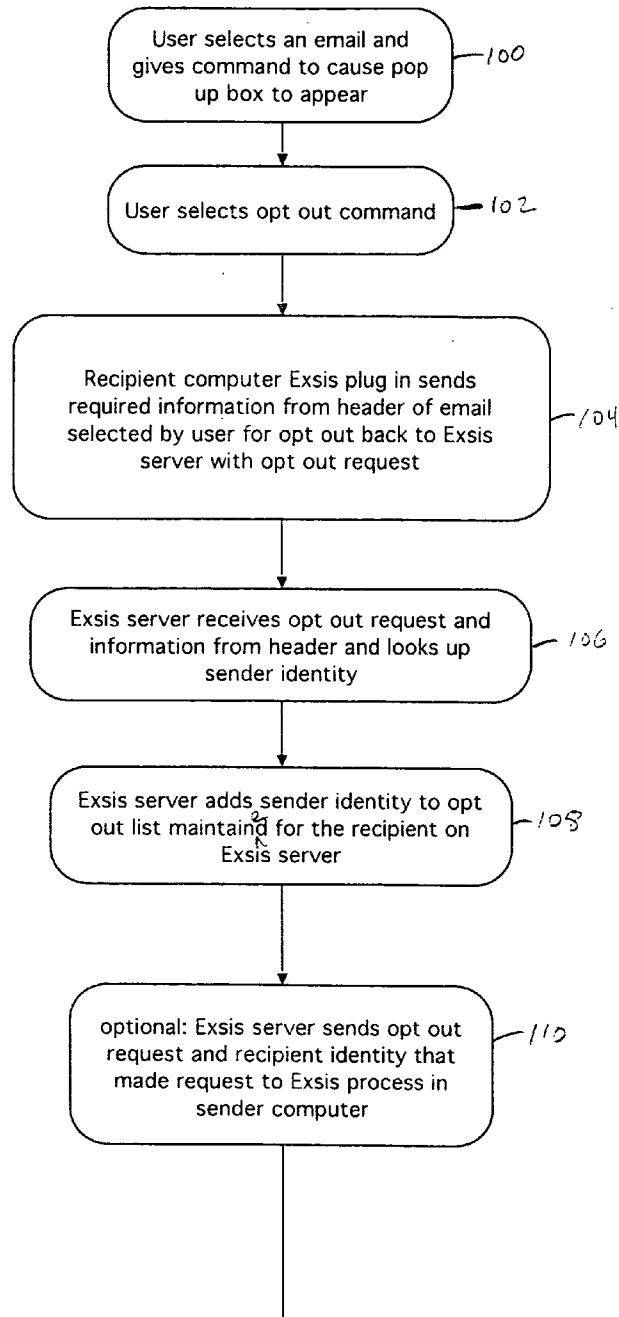 User selects an email and
gives command to cause pop
up box to appear
100
User selects opt out command
102
Recipient computer Exsis plug in sends
required information from header of email
selected by user for opt out back to Exsis
server with opt out request
104
Exsis server receives opt out request and
information from header and looks up
sender identity
106
Exsis server adds sender identity to opt
e
out list maintaind for the recipient on
^
Exsis server
108
optional: Exsis server sends opt out
request and recipient identity that
made request to Exsis process in
sender computer
110